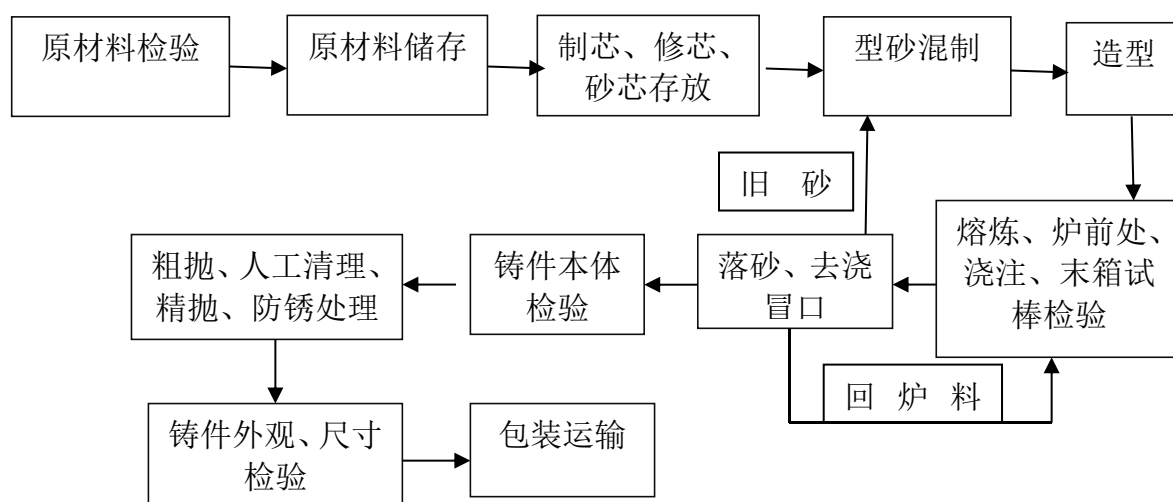 原材料检验
原材料储存
制芯、修芯、
砂芯存放
型砂混制
造型
旧 砂
熔炼、炉前处、
浇注、末箱试
棒检验
落砂、去浇
冒口
铸件本体
检验
粗抛、人工清理、
精抛、防锈处理
回 炉 料
铸件外观、尺寸
检验
包装运输